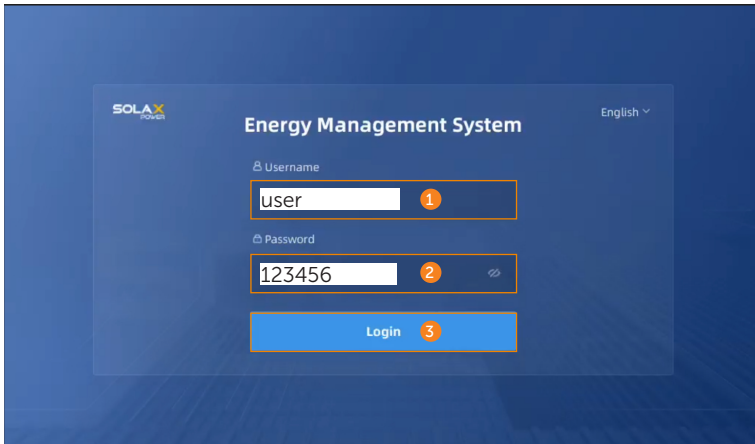 SOLAX
POWER
English
Energy Management System
Username
user 1
Password
123456 2
Login 3